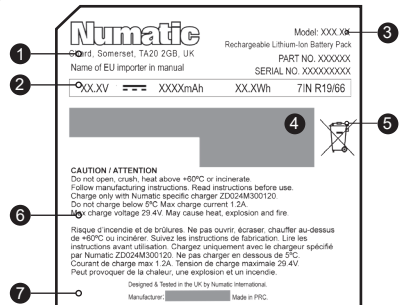 Numatic
Model: XXX.XX
3
Rechargeable Lithium-Ion Battery Pack
1
Chard, Somerset, TA20 2GB, UK
PART NO. XXXXXX
Name of EU importer in manual
SERIAL NO. XXXXXXXXX
2
XX.XV XXXXmAh XX.XWh 7IN R19/66
4
5
CAUTION / ATTENTION
Do not open, crush, heat above +60ºC or incinerate.
Follow manufacturing instructions. Read instructions before use.
Charge only with Numatic specific charger ZD024M300120.
Do not charge below 5ºC Max charge current 1.2A.
6
Max charge voltage 29.4V. May cause heat, explosion and fire.
Risque d'incendie et de brûlures. Ne pas ouvrir, écraser, chauffer au-dessus
de +60ºC ou incinérer. Suivez les instructions de fabrication. Lire les
instructions avant utilisation. Chargez uniquement avec le chargeur spécifié
par Numatic ZD024M300120. Ne pas charger en dessous de 5ºC.
Courant de charge max 1.2A. Tension de charge maximale 29.4V.
Peut provoquer de la chaleur, une explosion et un incendie.
Designed & Tested in the UK by Numatic International.
7
Manufacturer: Made in PRC.